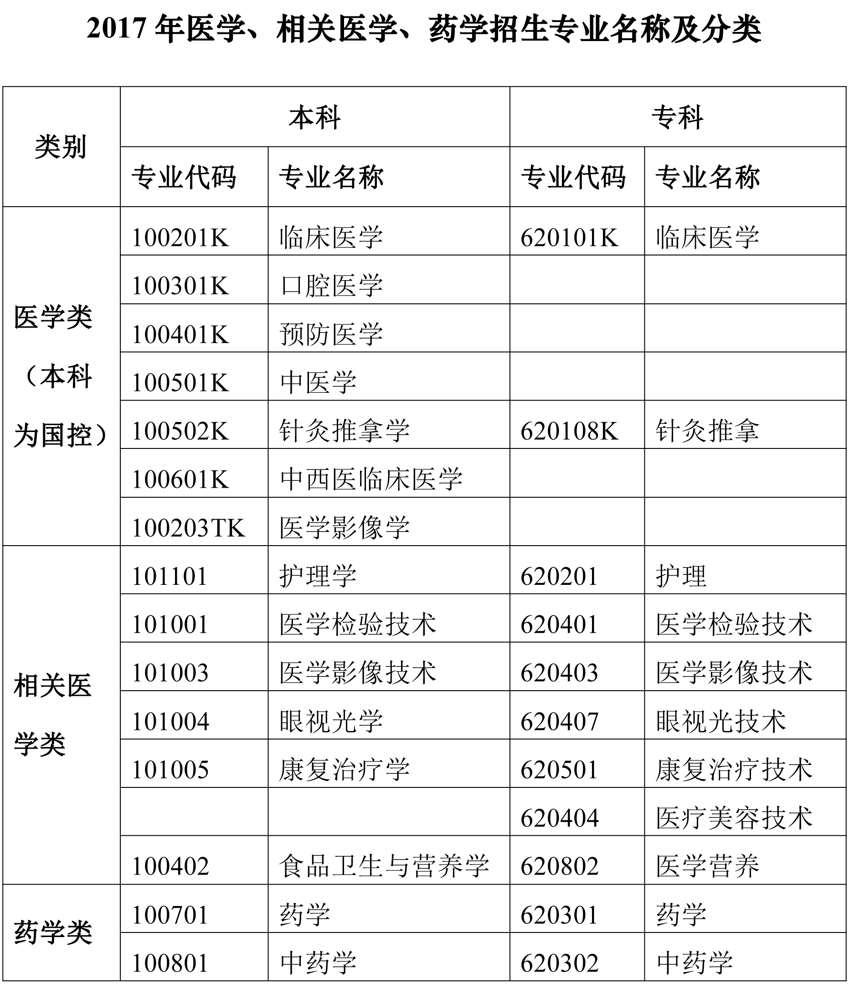 2017 年医学、相关医学、药学招生专业名称及分类
类别 本科 专科
专业代码 专业名称 专业代码 专业名称
医学类
（本科
为国控）
100201K 临床医学 620101K 临床医学
100301K 口腔医学
100401K 预防医学
100501K 中医学
100502K 针灸推拿学 620108K 针灸推拿
100601K 中西医临床医学
100203TK 医学影像学
相关医
学类
101101 护理学 620201 护理
101001 医学检验技术 620401 医学检验技术
101003 医学影像技术 620403 医学影像技术
101004 眼视光学 620407 眼视光技术
101005 康复治疗学 620501 康复治疗技术
620404 医疗美容技术
100402 食品卫生与营养学 620802 医学营养
药学类
100701 药学 620301 药学
100801 中药学 620302 中药学